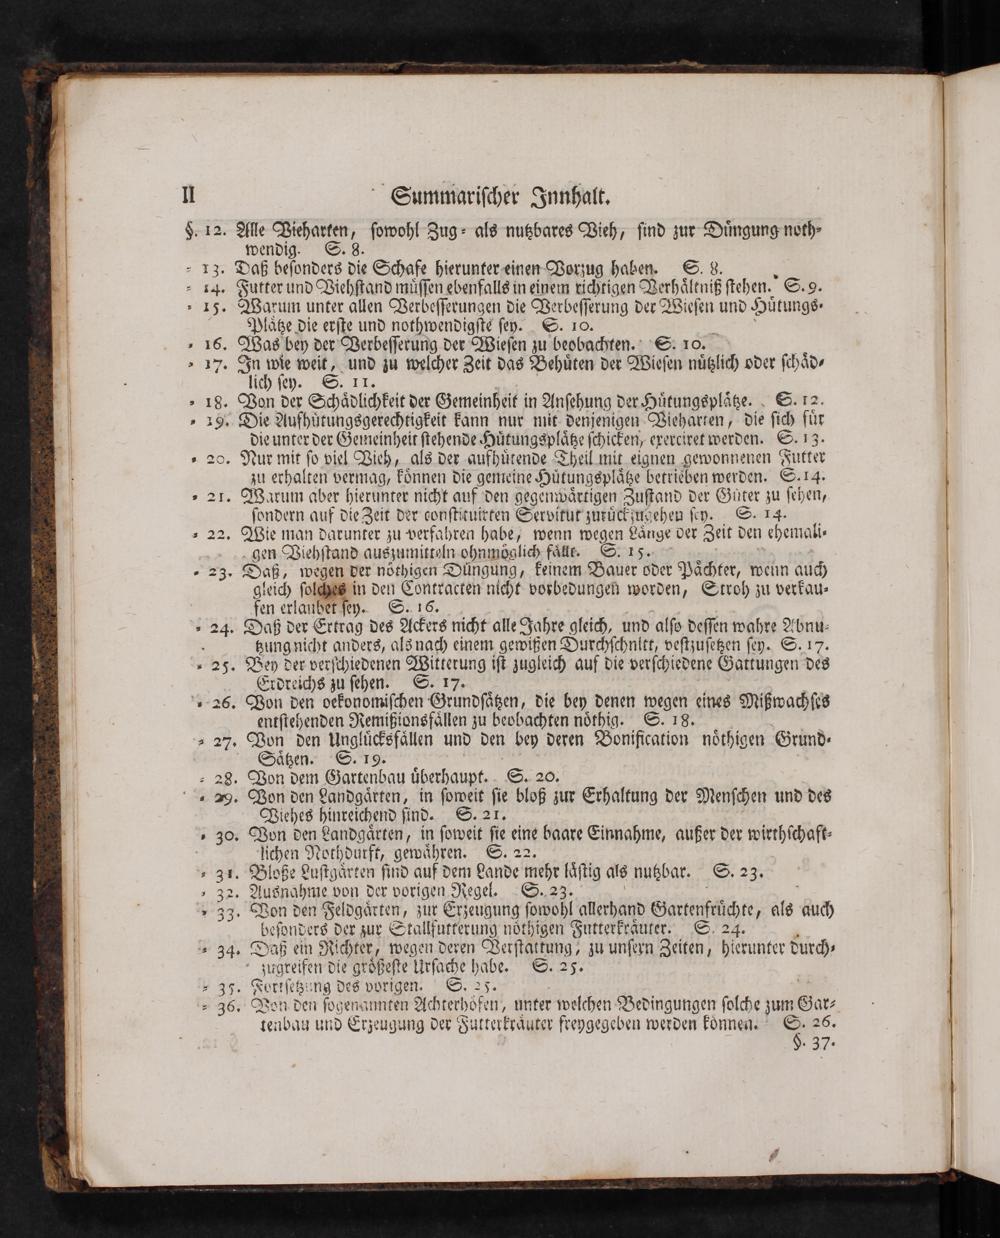 II Summarischer Innhalt.
§. 12. Alle Vieharten, sowohl Zug- als nutzbares Vieh, sind zur Düngung noth-
wendig. S. 8.
- 13. Daß besonders die Schafe hierunter einen Vorzug haben. S. 8.
- 14. Futter und Viehstand müssen ebenfalls in einem richtigen Verhältniß stehen. S. 9.
- 15. Warum unter allen Verbesserungen die Verbesserung der Wiesen und Hütungs-
Plätze die erste und nothwendigste sey. S. 10.
- 16. Was bey der Verbesserung der Wiesen zu beobachten. S. 10.
- 17. In wie weit, und zu welcher Zeit das Behüten der Wiesen nützlich oder schäd-
lich sey. S. 11.
- 18. Von der Schädlichkeit der Gemeinheit in Ansehung der Hütungsplätze. S. 12.
- 19. Die Aufhütungsgerechtigkeit kann nur mit denjenigen Vieharten, die sich für
die unter der Gemeinheit stehende Hütungsplätze schicken, exerciret werden. S. 13.
- 20. Nur mit so viel Vieh, als der aufhütende Theil mit eignen gewonnenen Futter
zu erhalten vermag, können die gemeine Hütungsplätze betrieben werden. S. 14.
- 21. Warum aber hierunter nicht auf den gegenwärtigen Zustand der Güter zu sehen,
sondern auf die Zeit der constituirten Servitut zurückzugehen sey. S. 14.
- 22. Wie man darunter zu verfahren habe, wenn wegen Länge der Zeit den ehemali-
gen Viehstand auszumitteln ohnmöglich fällt. S. 15.
- 23. Daß, wegen der nöthigen Düngung, keinem Bauer oder Pächter, wenn auch
gleich solches in den Contracten nicht vorbedungen worden, Stroh zu verkau-
fen erlaubet sey. S. 16.
- 24. Daß der Ertrag des Ackers nicht alle Jahre gleich, und also dessen wahre Abnu-
tzung nicht anders, als nach einem gewißen Durchschnitt, vestzusetzen sey. S. 17.
- 25. Bey der verschiedenen Witterung ist zugleich auf die verschiedene Gattungen des
Erdreichs zu sehen. S. 17.
- 26. Von den oekonomischen Grundsätzen, die bey denen wegen eines Mißwachses
entstehenden Remißionsfällen zu beobachten nöthig. S. 18.
- 27. Von den Unglücksfällen und den bey deren Bonification nöthigen Grund-
Sätzen. S. 19.
- 28. Von dem Gartenbau überhaupt. S. 20.
- 29. Von den Landgärten, in soweit sie bloß zur Erhaltung der Menschen und des
Viehes hinreichend sind. S. 21.
- 30. Von den Landgärten, in soweit sie eine baare Einnahme, außer der wirthschaft-
lichen Nothdurft, gewähren. S. 22.
- 31. Bloße Lustgärten sind auf dem Lande mehr lästig als nutzbar. S. 23.
- 32. Ausnahme von der vorigen Regel. S. 23.
- 33. Von den Feldgärten, zur Erzeugung sowohl allerhand Gartenfrüchte, als auch
besonders der zur Stallfutterung nöthigen Futterkräuter. S. 24.
- 34. Daß ein Richter, wegen deren Verstattung, zu unsern Zeiten, hierunter durch-
zugreifen die größeste Ursache habe. S. 25.
- 35. Fortsetzung des vorigen. S. 25.
- 36. Von den sogenannten Achterhöfen, unter welchen Bedingungen solche zum Gar-
tenbau und Erzeugung der Futterkräuter freygegeben werden können. S. 26.
§. 37.